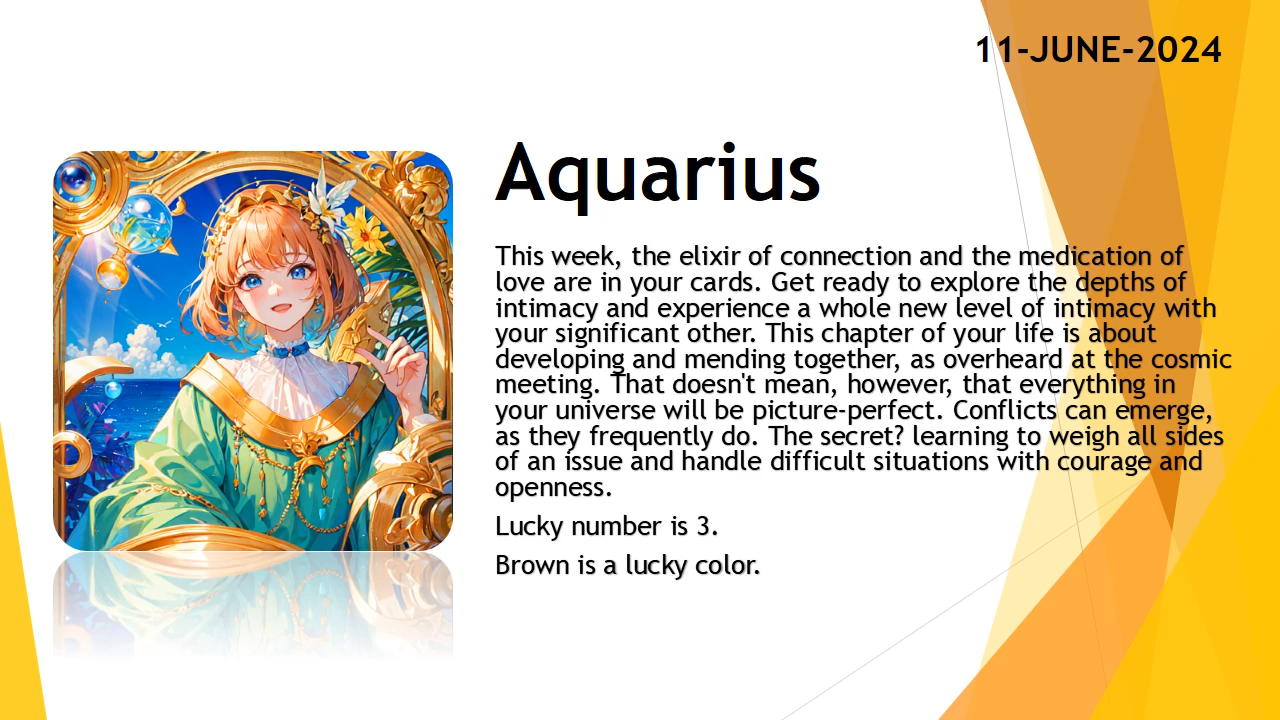 11-JUNE-2024
Aquarius
This week, the elixir of connection and the medication of
love are in your cards. Get ready to explore the depths of
intimacy and experience a whole new level of intimacy with
your significant other. This chapter of your life is about
developing and mending together, as overheard at the cosmic
meeting. That doesn't mean, however, that everything in
your universe will be picture-perfect. Conflicts can emerge,
as they frequently do. The secret? learning to weigh all sides
of an issue and handle difficult situations with courage and
openness.
Lucky number is 3.
Brown is a lucky color.